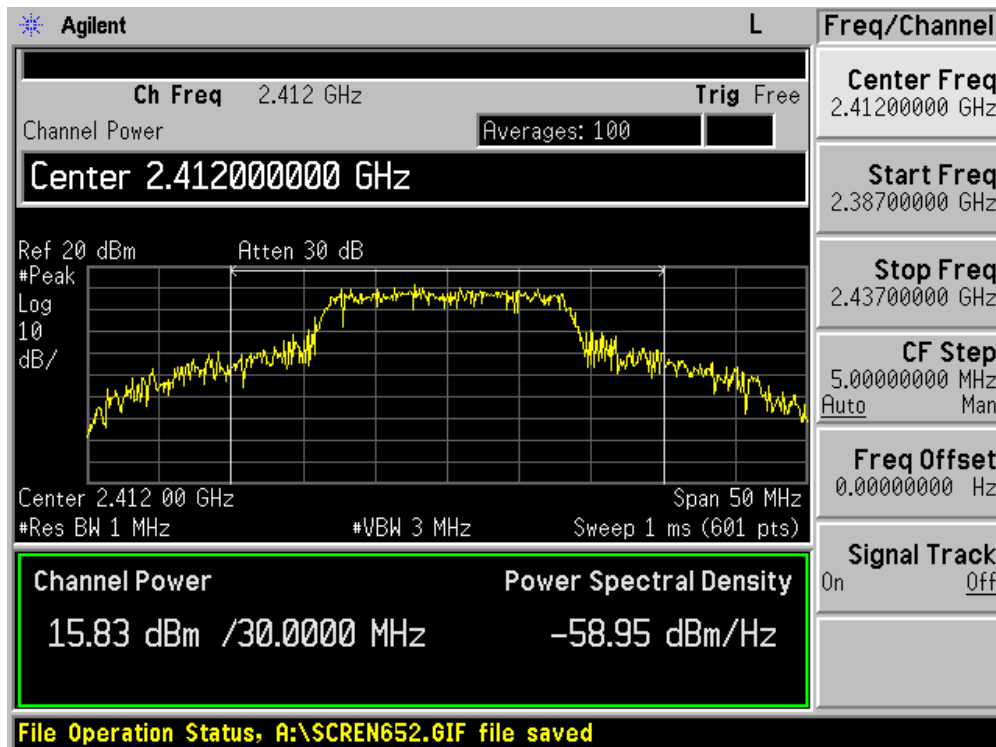 Agilent L Freq/Channel
Ch Freq 2.412 GHz Trig Free
Channel Power Averages: 100
Center 2.412000000 GHz
Ref 20 dBm Atten 30 dB
#Peak
Log
10
dB/
Center 2.412 00 GHz Span 50 MHz
#Res BW 1 MHz #VBW 3 MHz Sweep 1 ms (601 pts)
Channel Power Power Spectral Density
15.83 dBm /30.0000 MHz -58.95 dBm/Hz
File Operation Status, A:\SCREN652.GIF file saved
Center Freq
2.41200000 GHz
Start Freq
2.38700000 GHz
Stop Freq
2.43700000 GHz
CF Step
5.00000000 MHz
Auto Man
Freq Offset
0.00000000 Hz
Signal Track
On Off